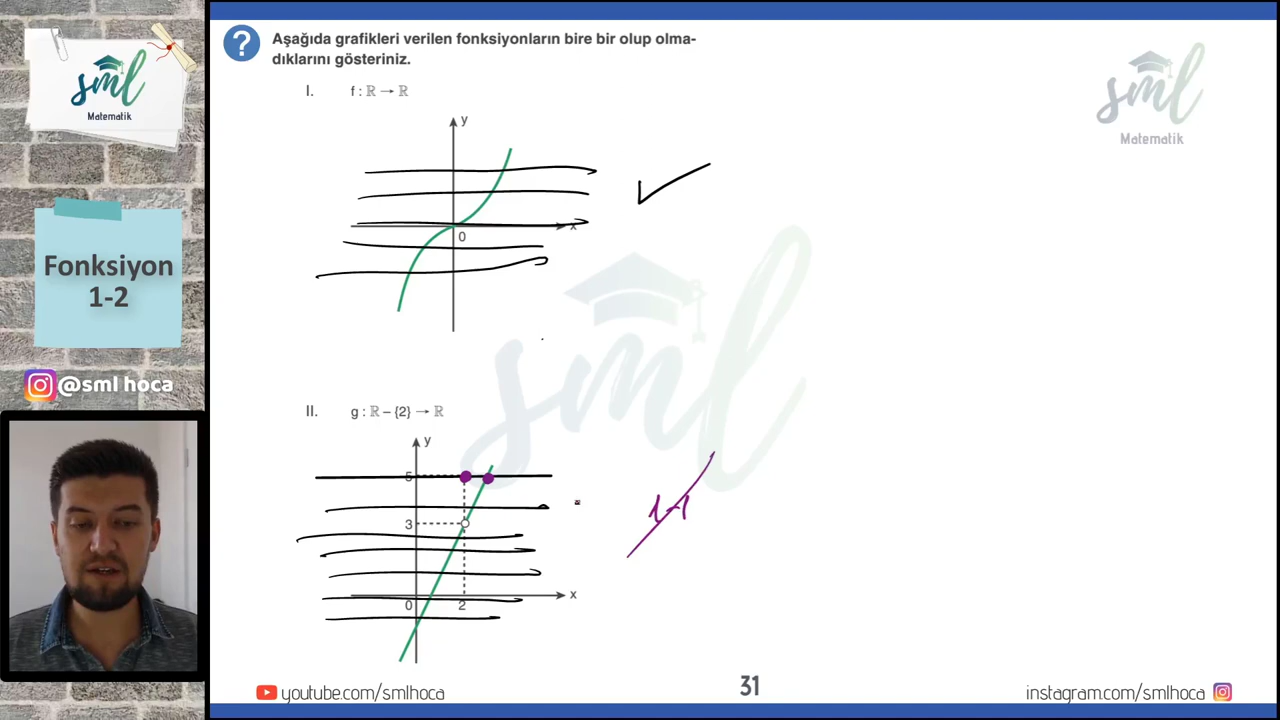 sml
Matematik
Fonksiyon
1-2
@sml hoca
? Aşağıda grafikleri verilen fonksiyonların bire bir olup olma-
dıklarını gösteriniz.
I. f : ℝ → ℝ
y
x
0
II. g : ℝ – {2} → ℝ
y
5
3
0
2
x
1-1
sml
sml
Matematik
youtube.com/smlhoca
31
instagram.com/smlhoca